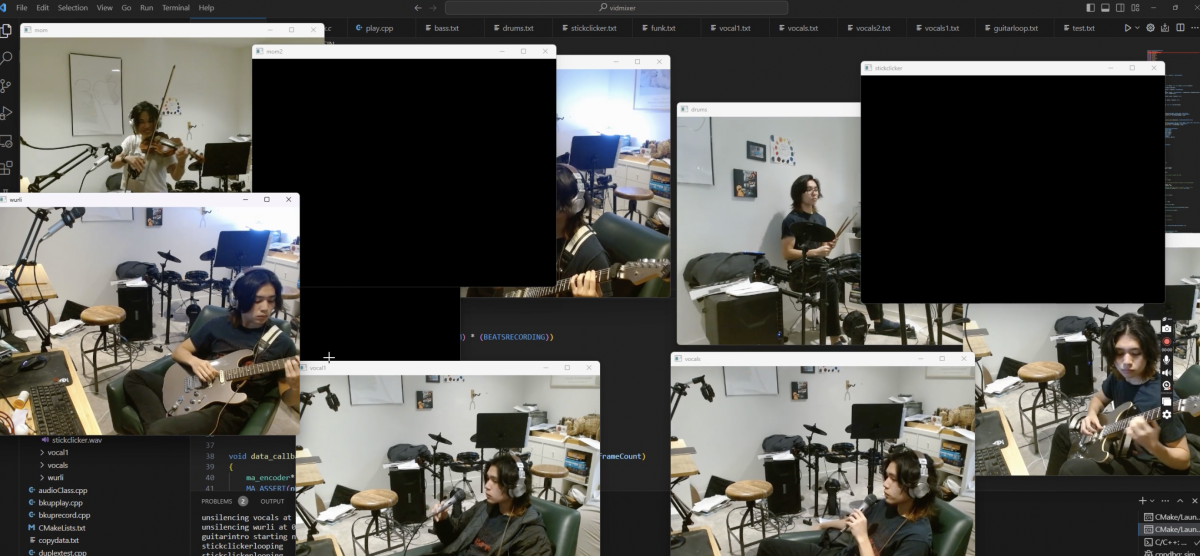 File Edit Selection View Go Run Terminal Help
vidmixer
play.cpp
bass.txt
drums.txt
stickclicker.txt
funk.txt
vocal1.txt
vocals.txt
vocals2.txt
vocals1.txt
guitarloop.txt
test.txt
stickclicker
drums
wurli
* (BEATSRECORDING))
vocal1
vocals
stickclicker.wav
vocal1
vocals
wurli
audioClass.cpp
bkupplay.cpp
bkuprecord.cpp
CMakeLists.txt
copydata.txt
duplextest.cpp
37
38 void data_callb
39 {
40 ma_encoder*
41 MA_ASSERT(
rameCount)
PROBLEMS 2 OUTPUT
unsilencing vocals at
unsilencing wurli at
guitarintro starting
stickclickerlooping
stickclickerlooping
CMake/Laun...
CMake/Laun...
C/C++: ...